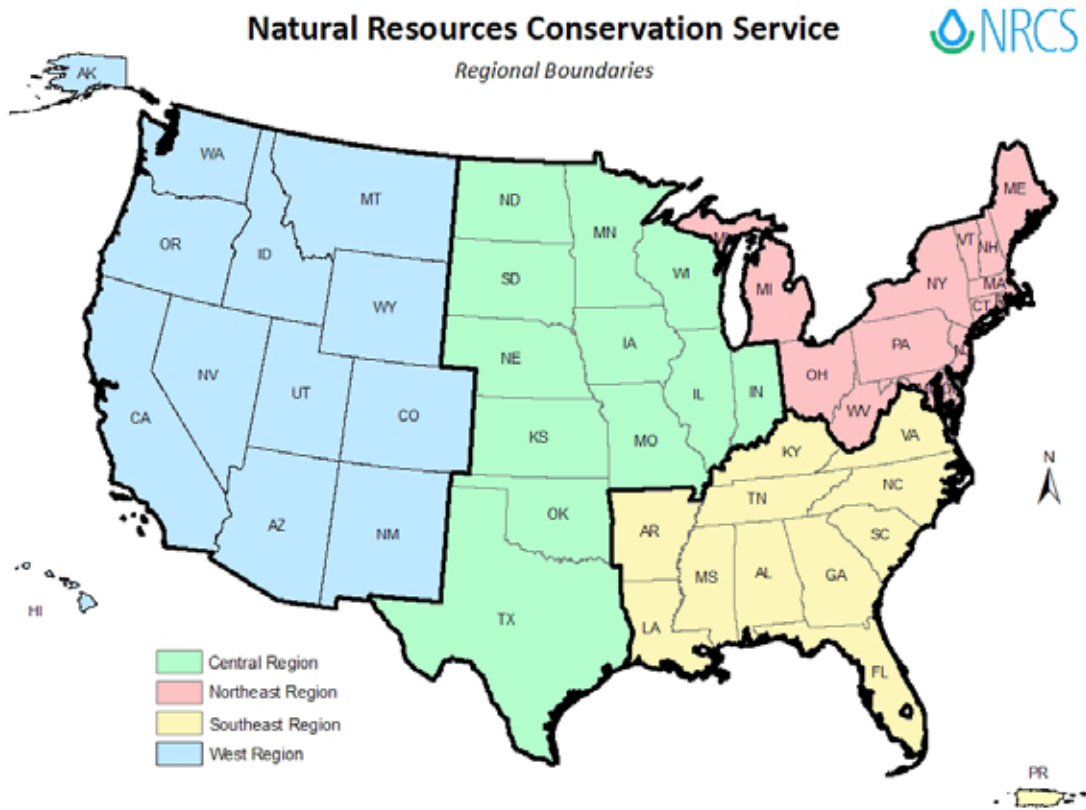 Natural Resources Conservation Service
NRCS
Regional Boundaries
AK
WA
MT
ND
MN
ME
OR
ID
VT
NH
SD
WI
MI
NY
MA
WY
CT
IA
PA
NE
NV
UT
OH
CO
IL
IN
WV
CA
KS
MO
KY
VA
N
TN
NC
AZ
NM
OK
AR
SC
MS
AL
GA
HI
TX
LA
Central Region
FL
Northeast Region
Southeast Region
West Region
PR